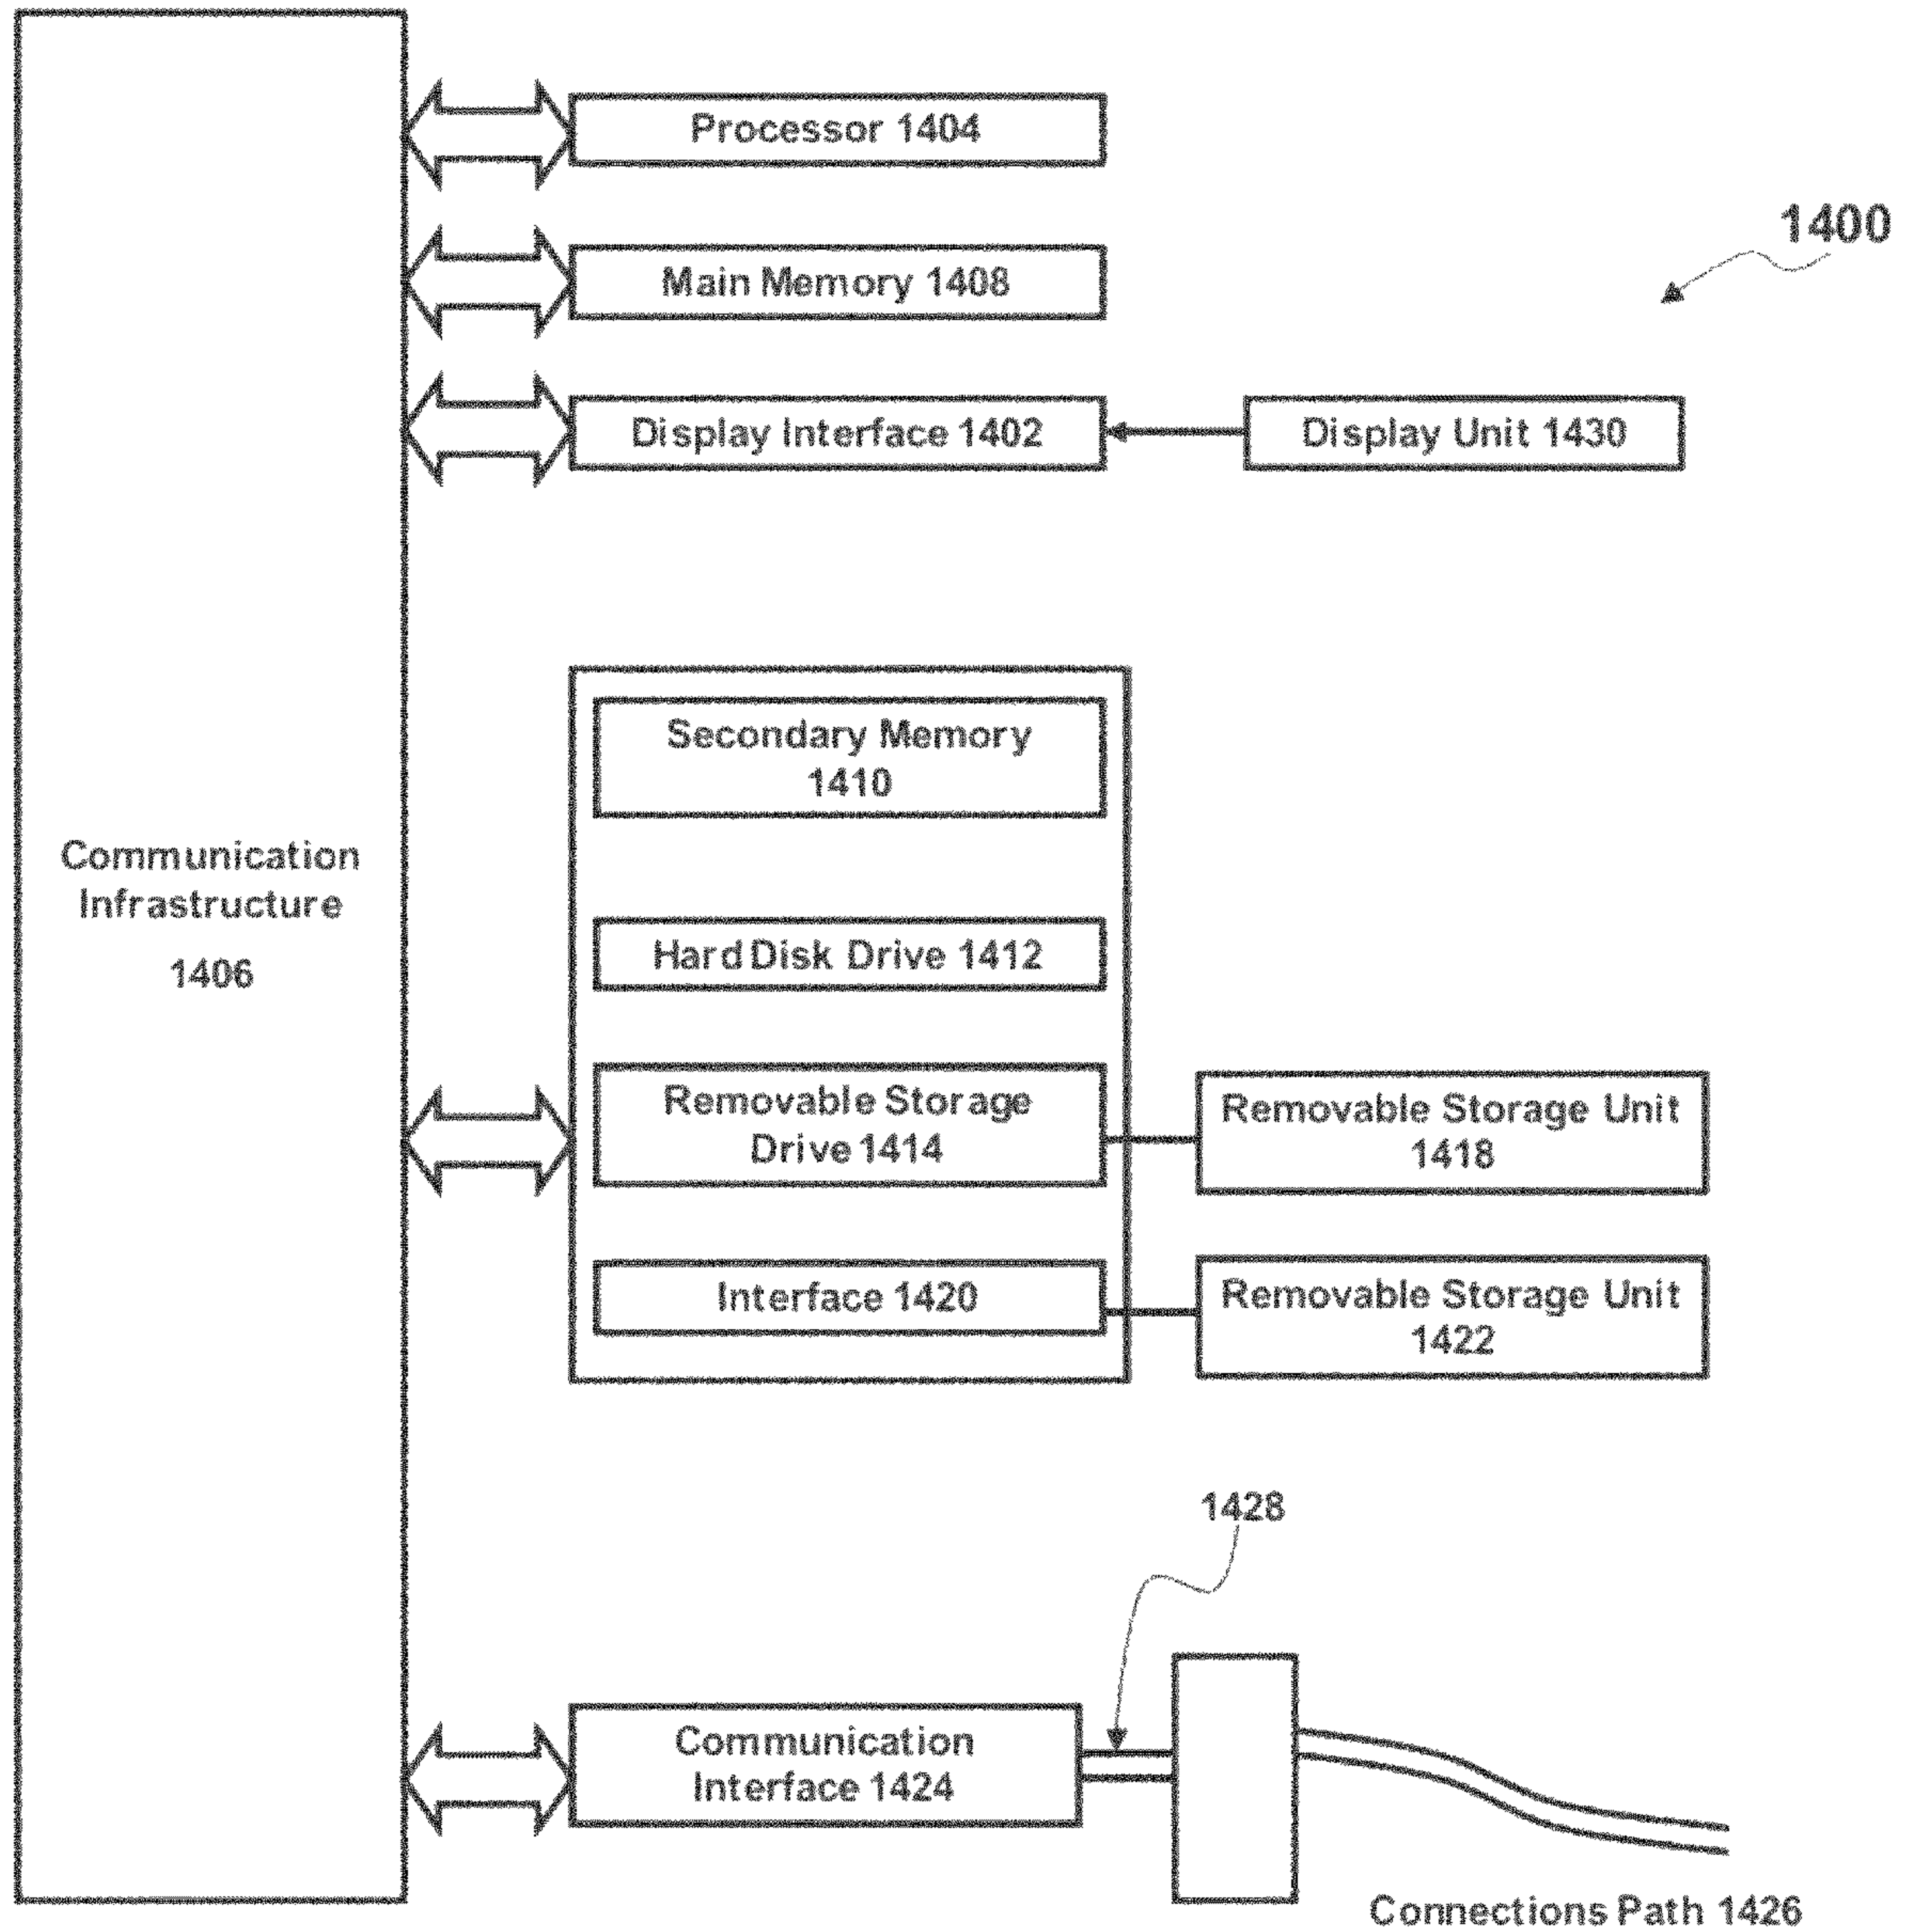 Processor 1404
1400
Main Memory 1408
Display Interface 1402
Display Unit 1430
Secondary Memory
1410
Communication
Infrastructure
1406
Hard Disk Drive 1412
Removable Storage
Drive 1414
Removable Storage Unit
1418
Interface 1420
Removable Storage Unit
1422
1428
Communication
Interface 1424
Connections Path 1426